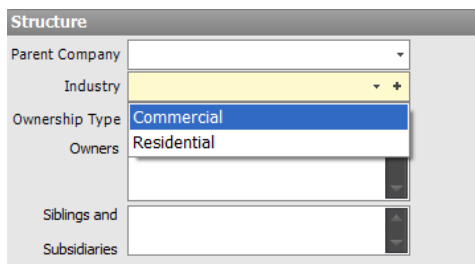 Structure
Parent Company
Industry
Ownership Type Commercial
Owners Residential
Siblings and
Subsidiaries